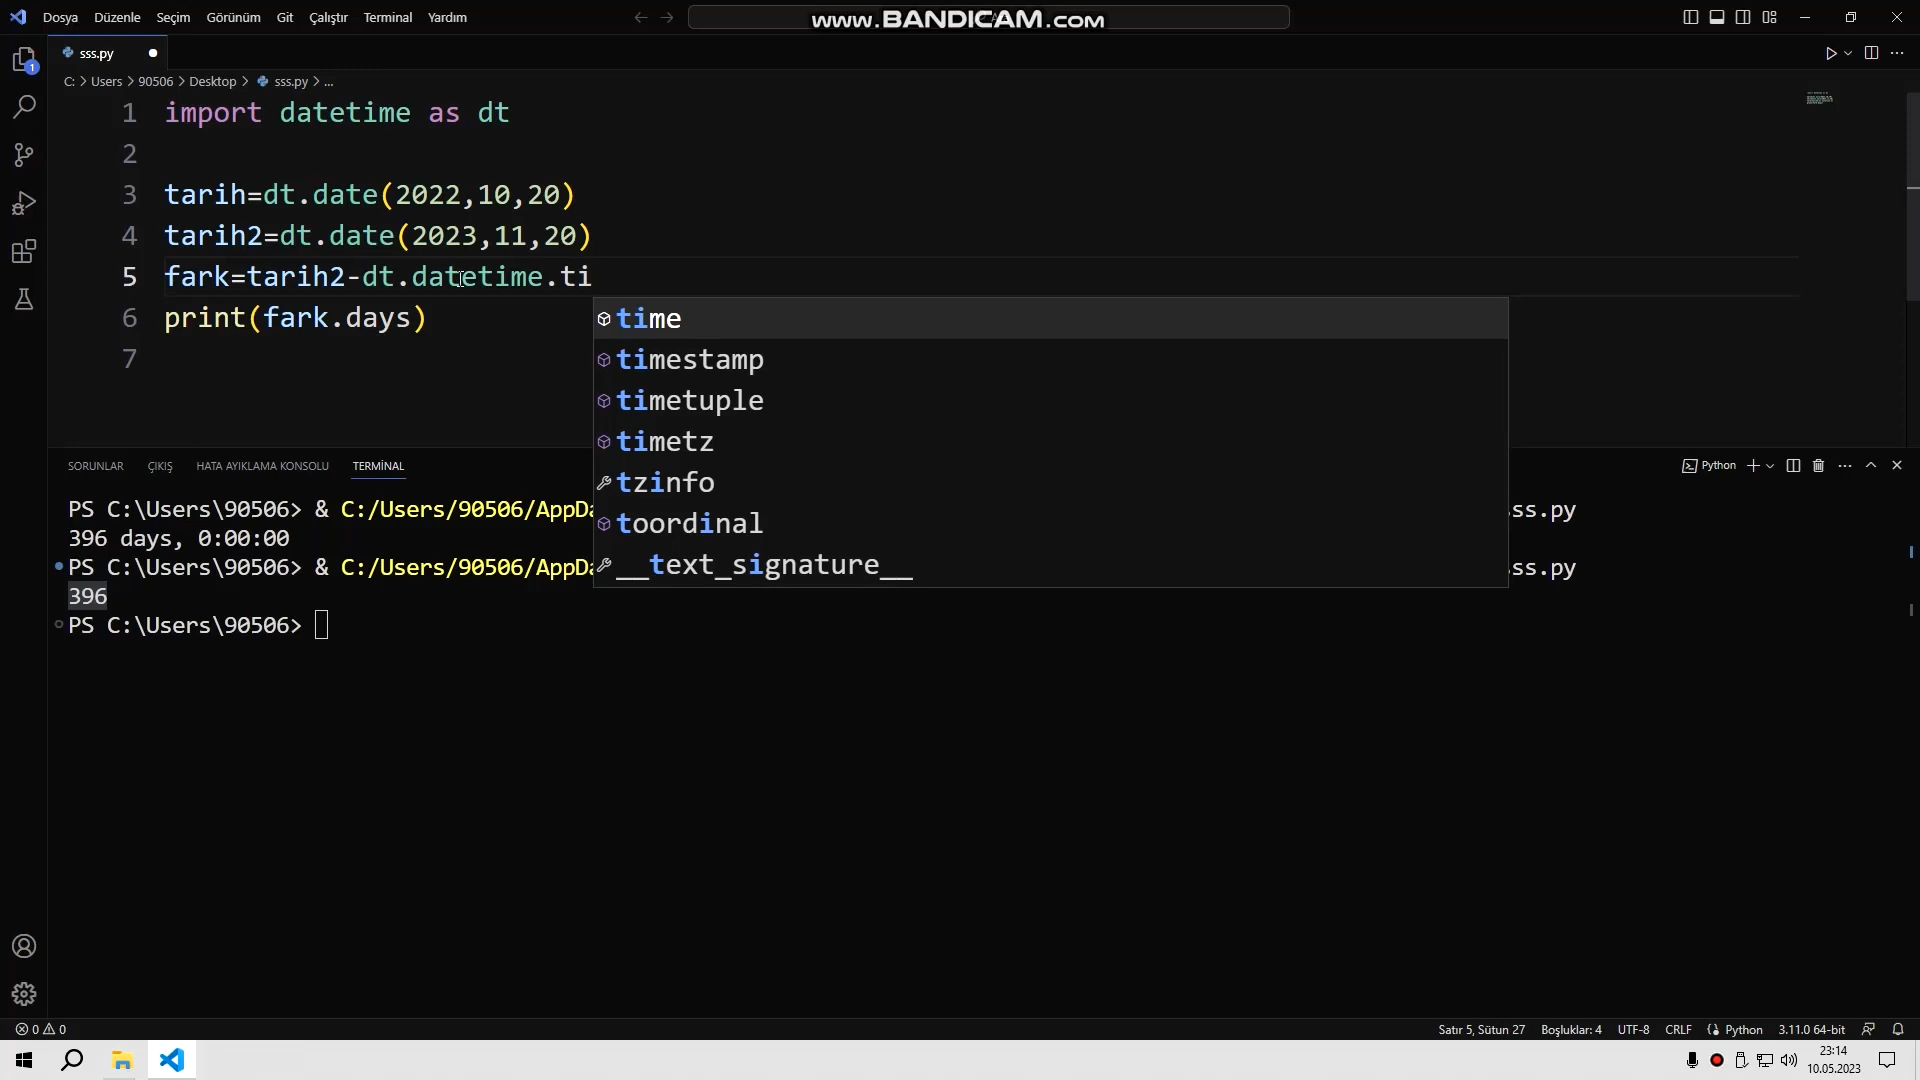 Dosya Düzenle Seçim Görünüm Git Çalıştır Terminal Yardım
www.BANDICAM.com
sss.py
C: > Users > 90506 > Desktop > sss.py > ...
1 import datetime as dt
2
3 tarih=dt.date(2022,10,20)
4 tarih2=dt.date(2023,11,20)
5 fark=tarih2-dt.datetime.ti
6 print(fark.days)
7
time
timestamp
timetuple
timetz
tzinfo
toordinal
__text_signature__
SORUNLAR ÇIKIŞ HATA AYIKLAMA KONSOLU TERMİNAL
Python
PS C:\Users\90506> & C:/Users/90506/AppDa ss.py
396 days, 0:00:00
PS C:\Users\90506> & C:/Users/90506/AppDa ss.py
396
PS C:\Users\90506>
0 0
Satır 5, Sütun 27 Boşluklar: 4 UTF-8 CRLF Python 3.11.0 64-bit
23:14
10.05.2023